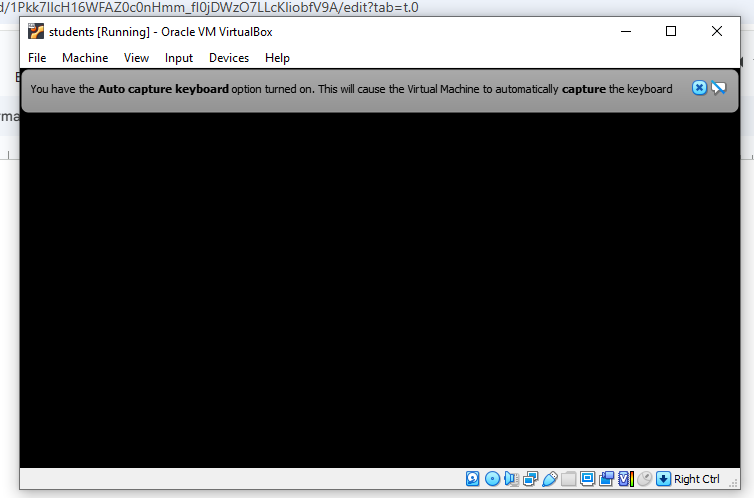 d/1Pkk7IIcH16WFAZ0c0nHmm_fI0jDWzO7LLcKIiobfV9A/edit?tab=t.0
students [Running] - Oracle VM VirtualBox
File Machine View Input Devices Help
You have the Auto capture keyboard option turned on. This will cause the Virtual Machine to automatically capture the keyboard
Right Ctrl